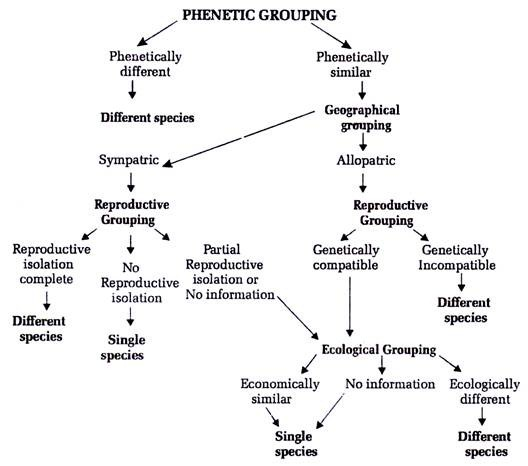 PHENETIC GROUPING
Phenetically
different
Phenetically
similar
Different species
Geographical
grouping
Sympatric
Allopatric
Reproductive
Grouping
Reproductive
Grouping
Reproductive
isolation
complete
No
Reproductive
isolation
Partial
Reproductive
isolation or
No information
Genetically
compatible
Genetically
Incompatible
Different
species
Single
species
Different
species
Ecological Grouping
Economically
similar
No information
Ecologically
different
Single
species
Different
species